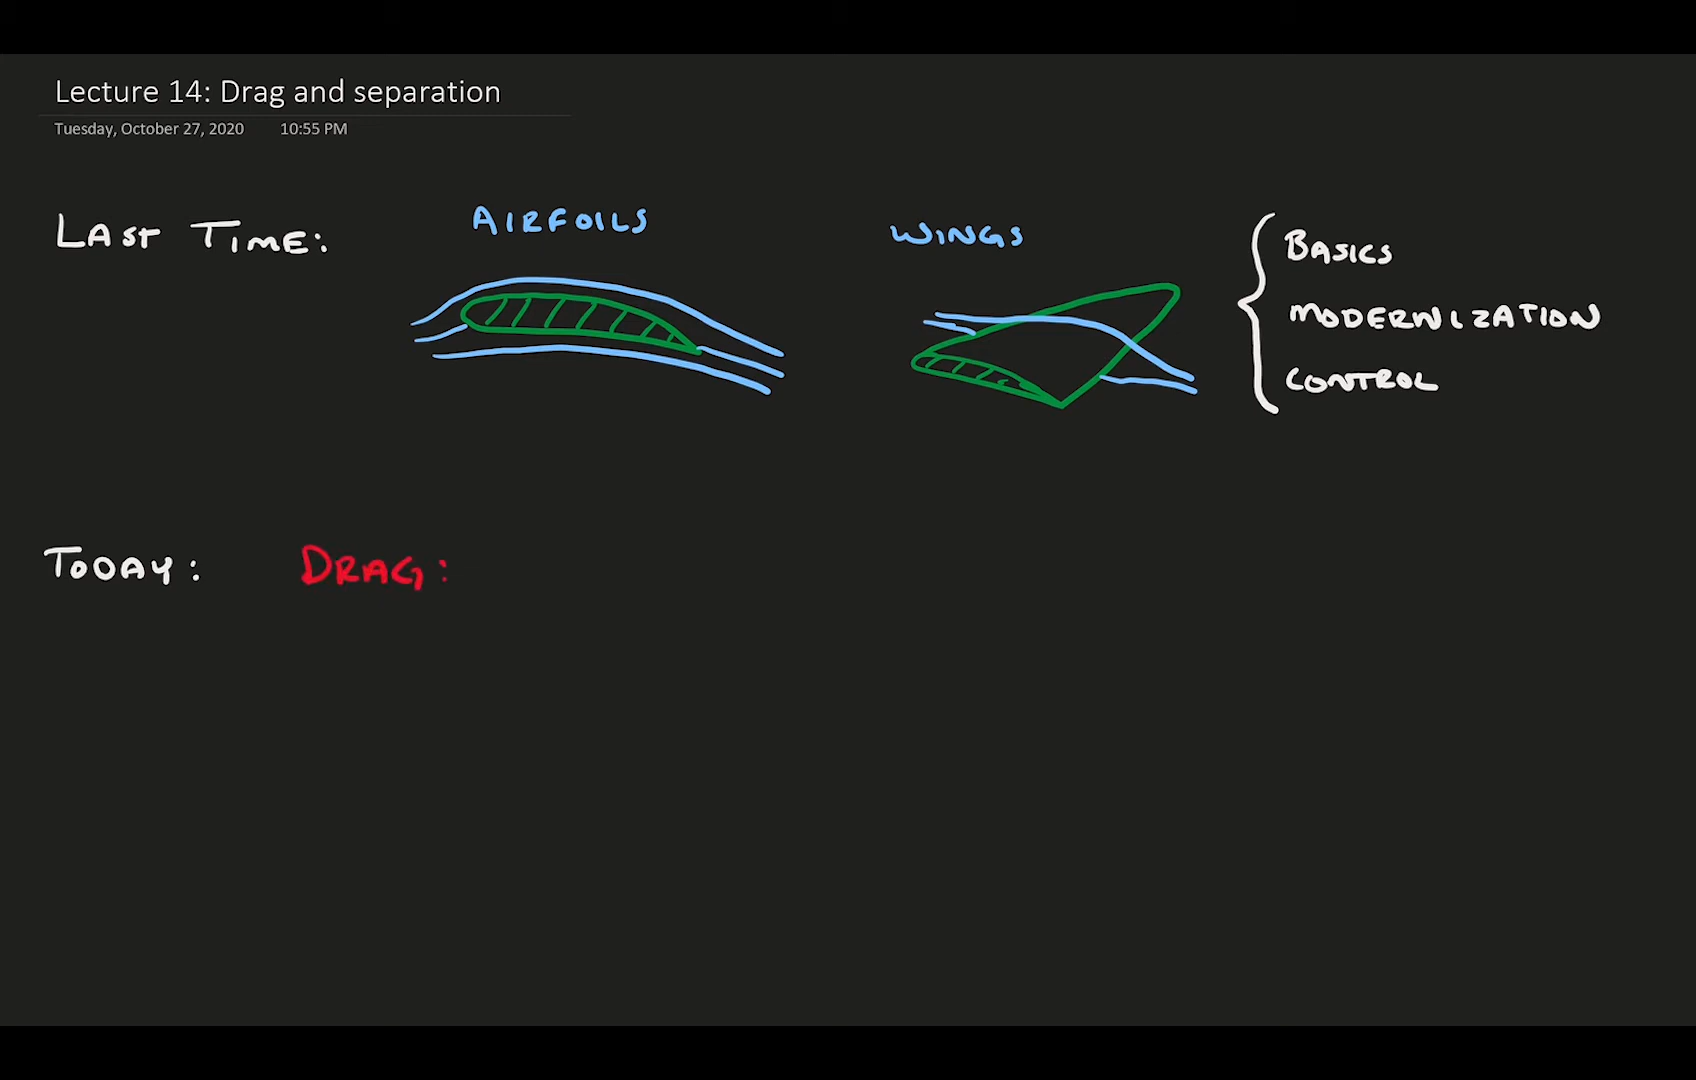 Lecture 14: Drag and separation
Tuesday, October 27, 2020 10:55 PM
LAST TIME:
AIRFOILS
WINGS
BASICS
MODERNIZATION
CONTROL
TODAY: DRAG: